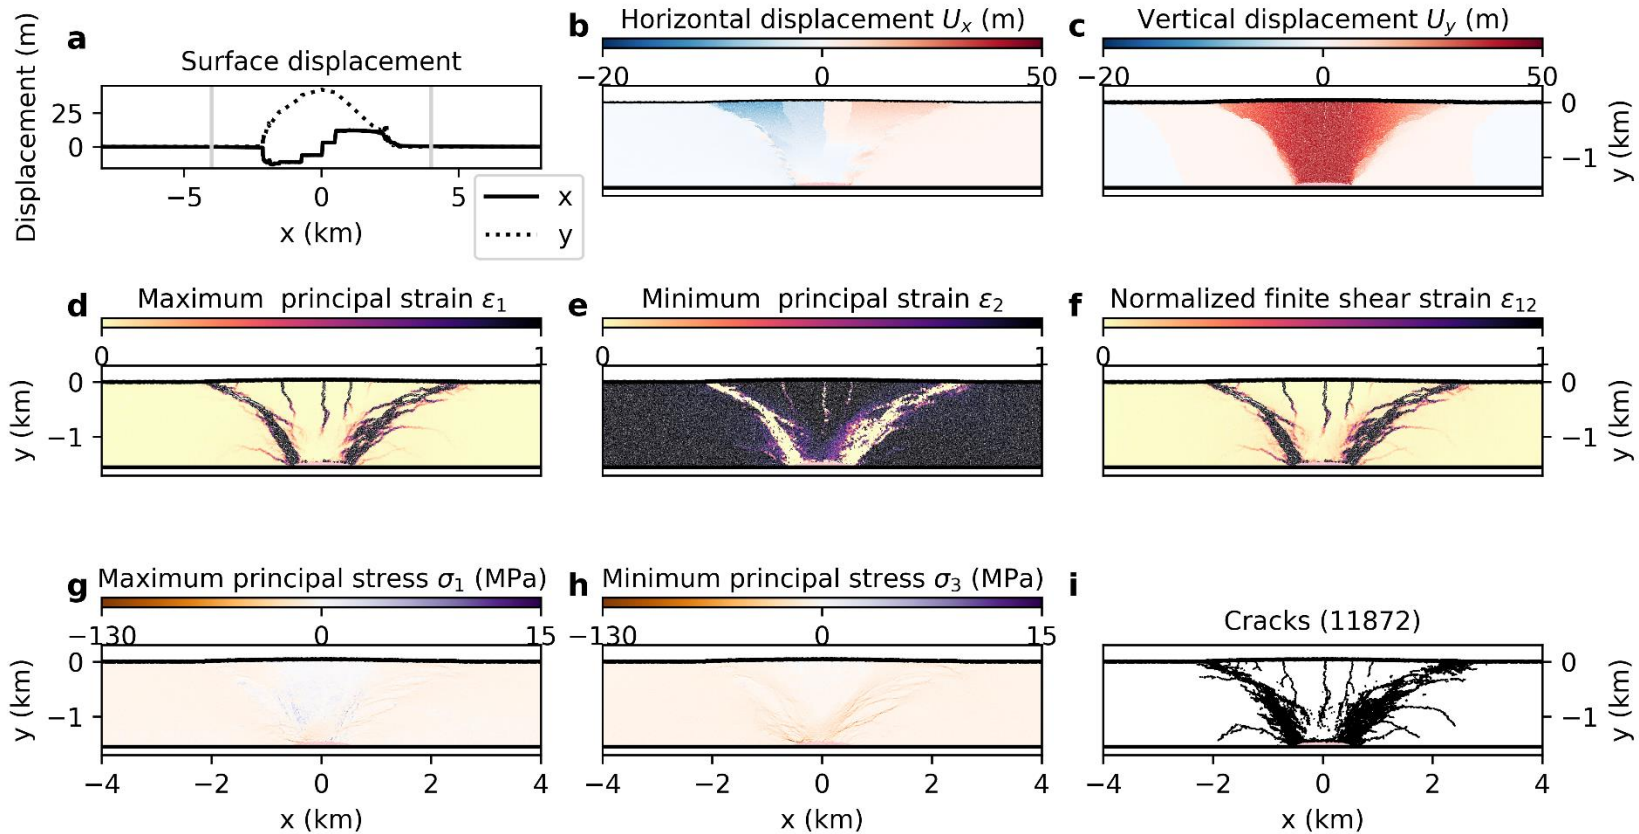 a
Surface displacement
Displacement (m)
25
0
−5 0 5
x (km)
x
y
b Horizontal displacement Uₓ (m)
−20 0 50
c Vertical displacement U_y (m)
−20 0 50
0
−1
y (km)
d Maximum principal strain ε₁
0 1
0
−1
y (km)
e Minimum principal strain ε₂
0 1
f Normalized finite shear strain ε₁₂
0 1
0
−1
y (km)
g Maximum principal stress σ₁ (MPa)
−130 0 15
0
−1
y (km)
−4 −2 0 2 4
x (km)
h Minimum principal stress σ₃ (MPa)
−130 0 15
−4 −2 0 2 4
x (km)
i
Cracks (11872)
0
−1
y (km)
−4 −2 0 2 4
x (km)